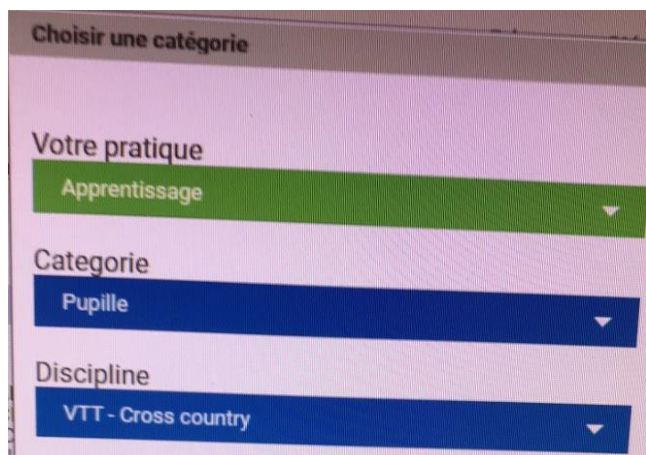 Choisir une catégorie
Votre pratique
Apprentissage
Categorie
Pupille
Discipline
VTT - Cross country